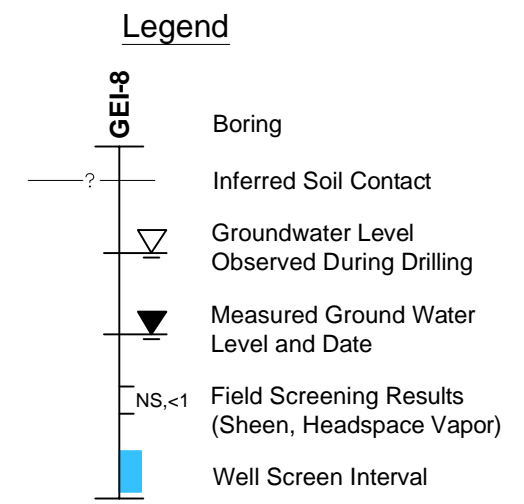 Legend
GEI-8
Boring
?
Inferred Soil Contact
Groundwater Level
Observed During Drilling
Measured Ground Water
Level and Date
NS,<1
Field Screening Results
(Sheen, Headspace Vapor)
Well Screen Interval